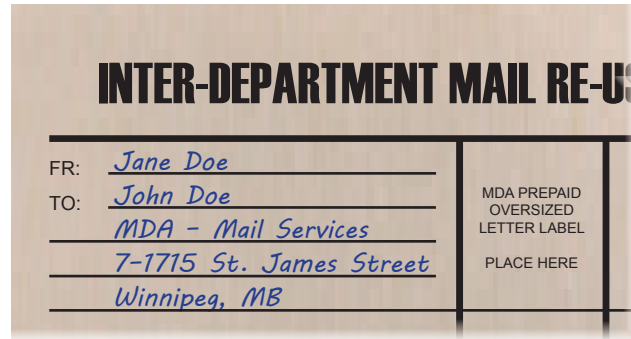 INTER-DEPARTMENT MAIL RE-US
FR: Jane Doe
TO: John Doe
MDA - Mail Services
7-1715 St. James Street
Winnipeg, MB
MDA PREPAID
OVERSIZED
LETTER LABEL
PLACE HERE